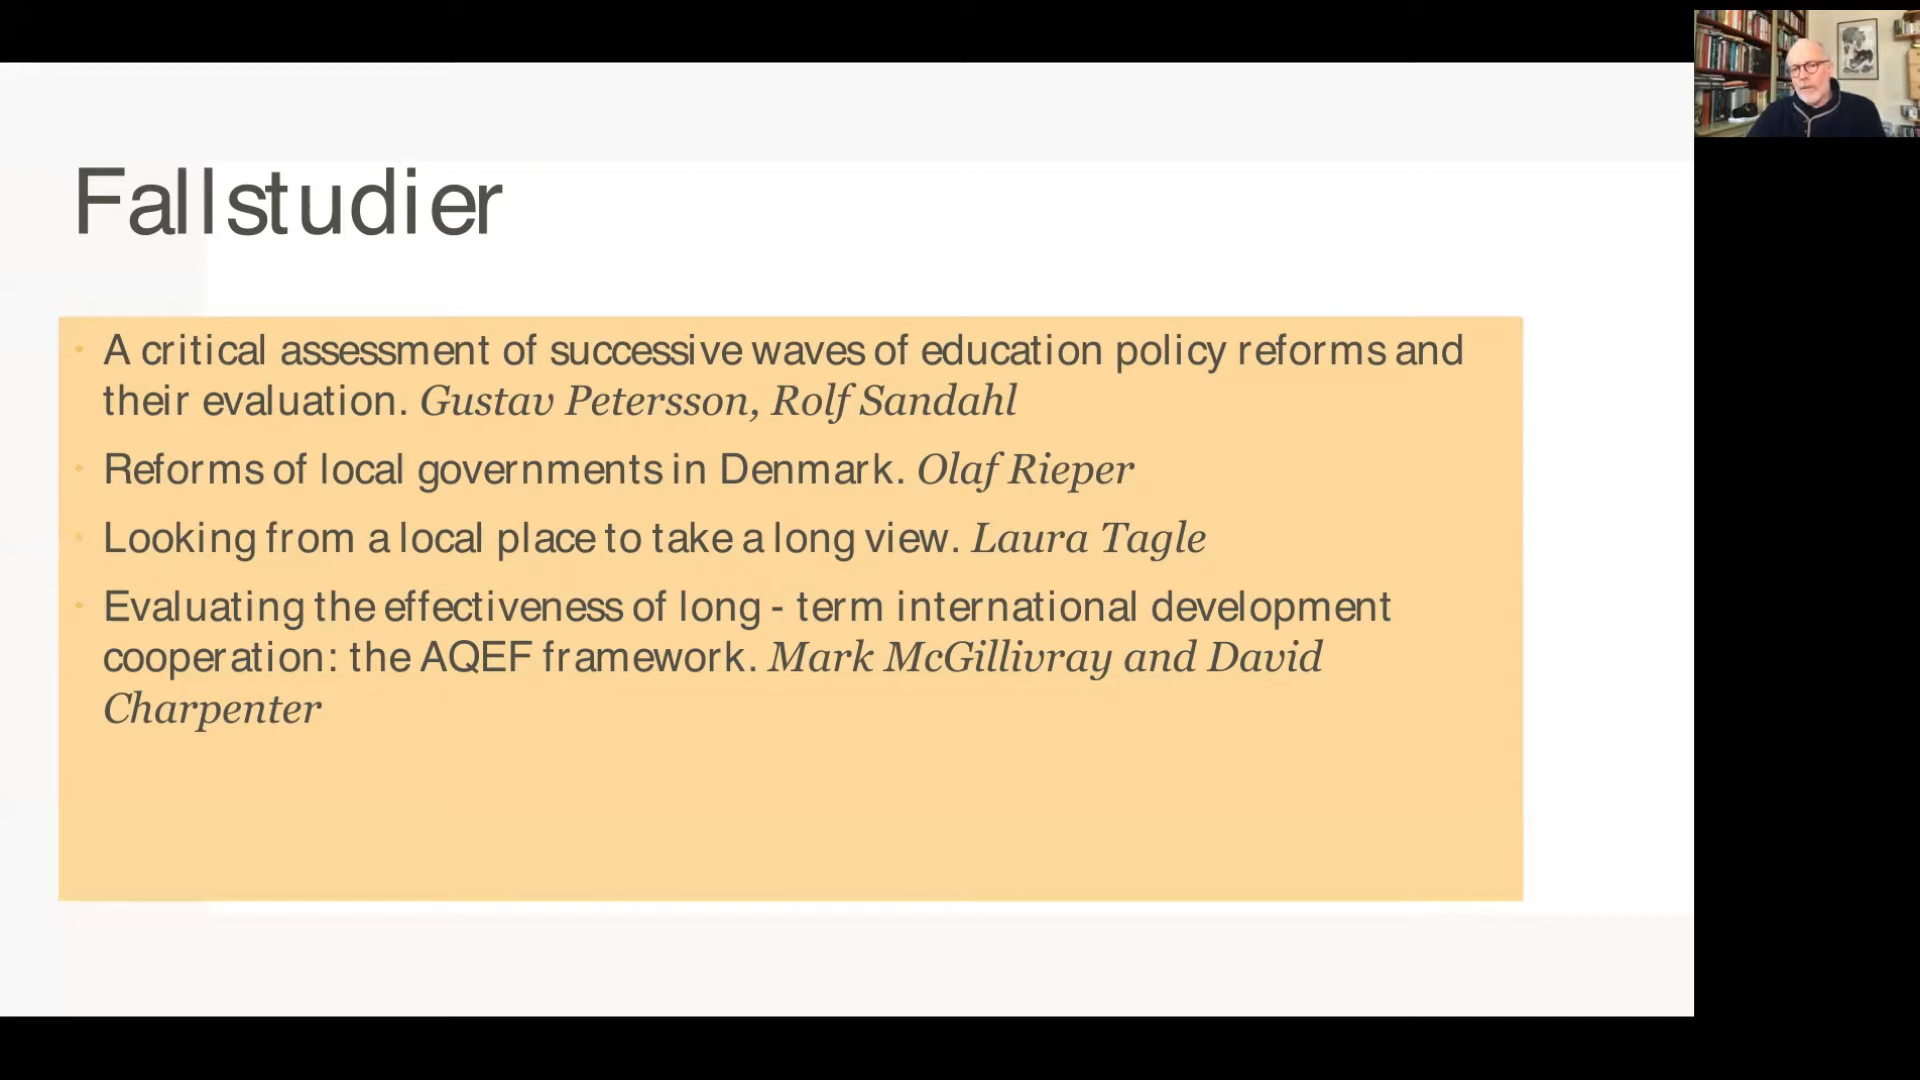 Fallstudier
• A critical assessment of successive waves of education policy reforms and
their evaluation. Gustav Petersson, Rolf Sandahl
• Reforms of local governments in Denmark. Olaf Rieper
• Looking from a local place to take a long view. Laura Tagle
• Evaluating the effectiveness of long - term international development
cooperation: the AQEF framework. Mark McGillivray and David
Charpenter